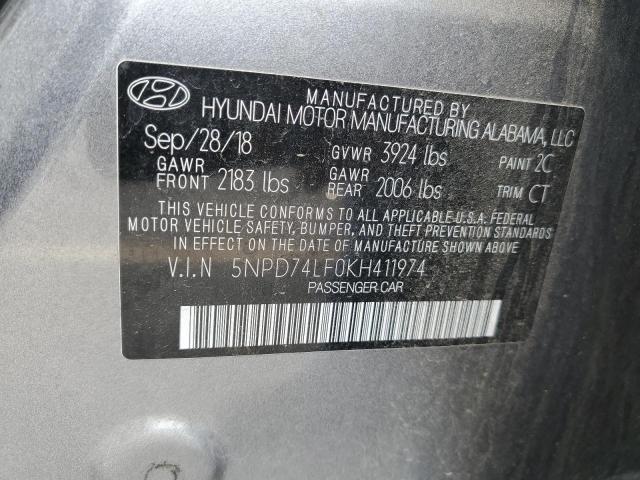 MANUFACTURED BY
HYUNDAI MOTOR MANUFACTURING ALABAMA, LLC
Sep/28/18 GVWR 3924 lbs PAINT 2C
GAWR FRONT 2183 lbs GAWR REAR 2006 lbs TRIM CT
THIS VEHICLE CONFORMS TO ALL APPLICABLE U.S.A. FEDERAL
MOTOR VEHICLE SAFETY, BUMPER, AND THEFT PREVENTION STANDARDS
IN EFFECT ON THE DATE OF MANUFACTURE SHOWN ABOVE
V.I.N 5NPD74LF0KH411974
PASSENGER CAR